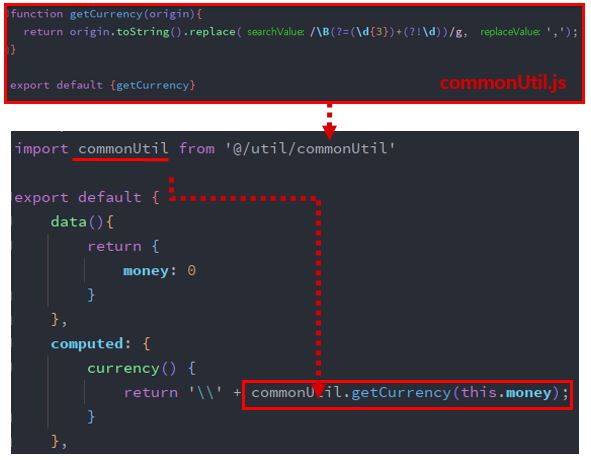 function getCurrency(origin){
return origin.toString().replace( searchValue: /\B(?=(\d{3})+(?!\d))/g, replaceValue: ',');
}
export default {getCurrency}
commonUtil.js
import commonUtil from '@/util/commonUtil'
export default {
data(){
return {
money: 0
}
},
computed: {
currency() {
return '\\' + commonUtil.getCurrency(this.money);
}
},